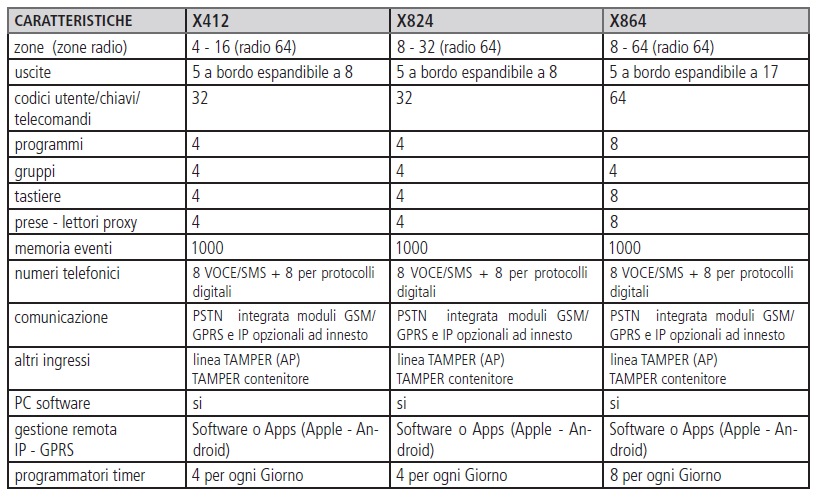 CARATTERISTICHE X412 X824 X864
zone (zone radio) 4 - 16 (radio 64) 8 - 32 (radio 64) 8 - 64 (radio 64)
uscite 5 a bordo espandibile a 8 5 a bordo espandibile a 8 5 a bordo espandibile a 17
codici utente/chiavi/ 32 32 64
telecomandi
programmi 4 4 8
gruppi 4 4 4
tastiere 4 4 8
prese - lettori proxy 4 4 8
memoria eventi 1000 1000 1000
numeri telefonici 8 VOCE/SMS + 8 per protocolli 8 VOCE/SMS + 8 per protocolli 8 VOCE/SMS + 8 per protocolli
digitali digitali digitali
comunicazione PSTN integrata moduli GSM/ PSTN integrata moduli GSM/ PSTN integrata moduli GSM/
GPRS e IP opzionali ad innesto GPRS e IP opzionali ad innesto GPRS e IP opzionali ad innesto
altri ingressi linea TAMPER (AP) linea TAMPER (AP) linea TAMPER (AP)
TAMPER contenitore TAMPER contenitore TAMPER contenitore
PC software si si si
gestione remota Software o Apps (Apple - An- Software o Apps (Apple - An- Software o Apps (Apple - An-
IP - GPRS droid) droid) droid)
programmatori timer 4 per ogni Giorno 4 per ogni Giorno 8 per ogni Giorno